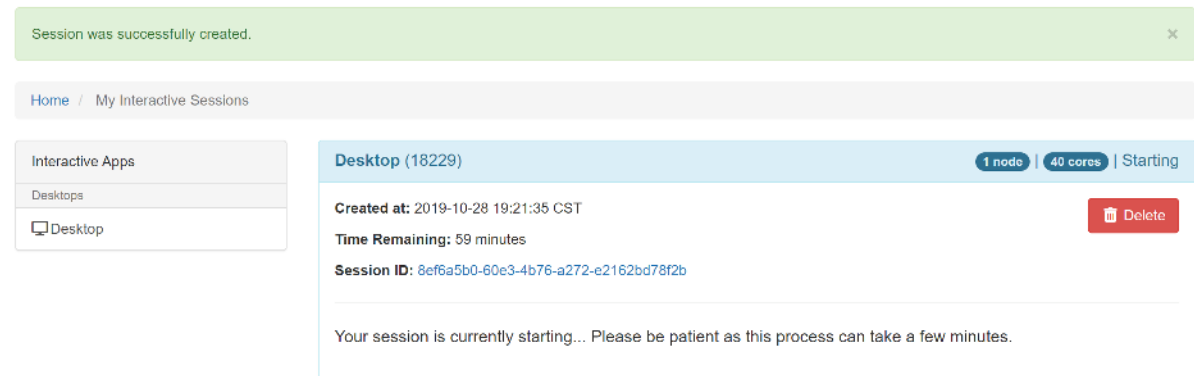 Session was successfully created. ×
Home / My Interactive Sessions
Interactive Apps
Desktops
Desktop
Desktop (18229) 1 node | 40 cores | Starting
Created at: 2019-10-28 19:21:35 CST
Delete
Time Remaining: 59 minutes
Session ID: 8ef6a5b0-60e3-4b76-a272-e2162bd78f2b
Your session is currently starting... Please be patient as this process can take a few minutes.